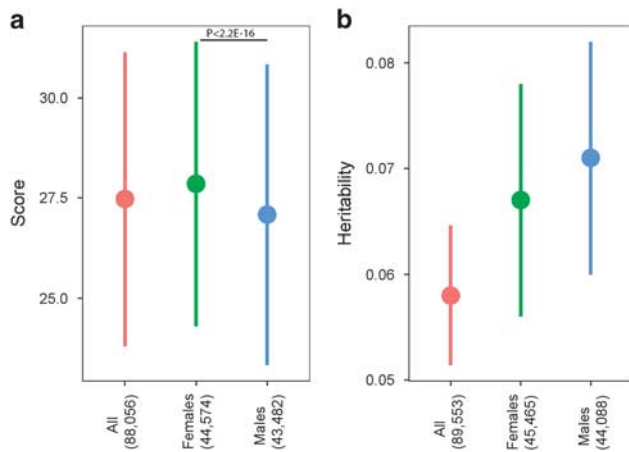 a
P<2.2E-16
30.0
27.5
25.0
Score
All
(88,056)
Females
(44,574)
Males
(43,482)
b
0.08
0.07
0.06
0.05
Heritability
All
(89,553)
Females
(45,465)
Males
(44,088)